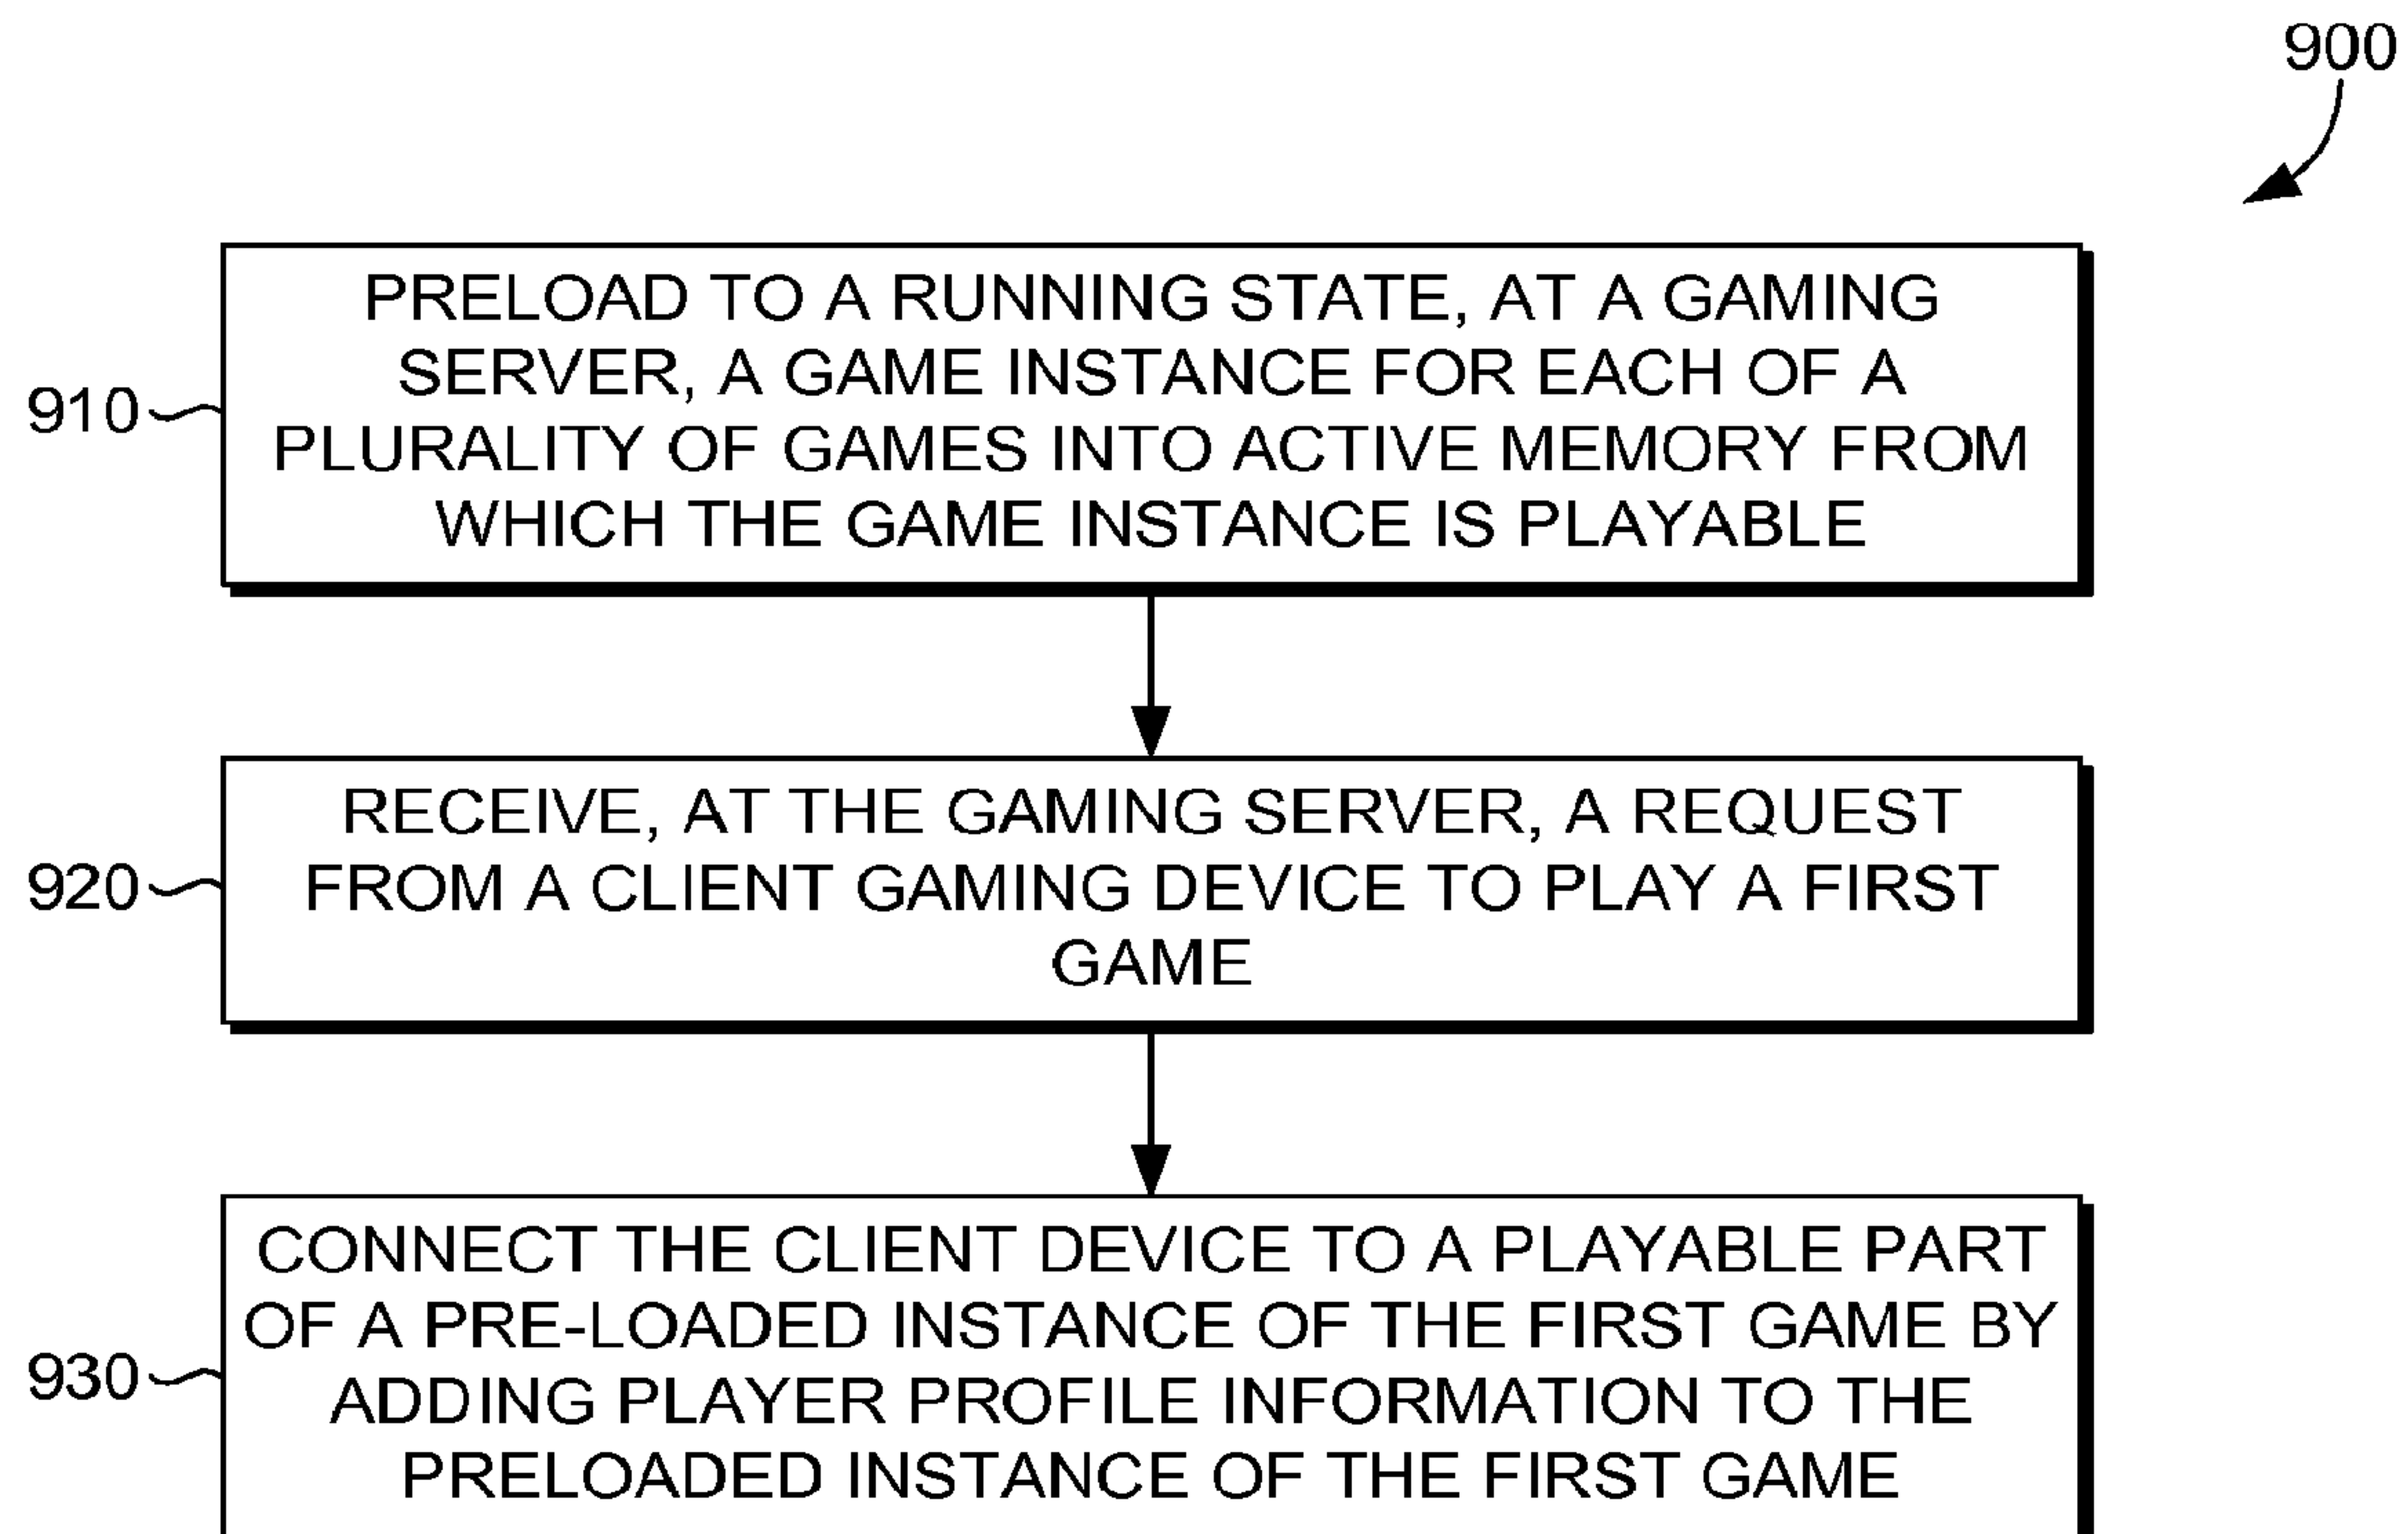 900
PRELOAD TO A RUNNING STATE, AT A GAMING
SERVER, A GAME INSTANCE FOR EACH OF A
910
PLURALITY OF GAMES INTO ACTIVE MEMORY FROM
WHICH THE GAME INSTANCE IS PLAYABLE
RECEIVE, AT THE GAMING SERVER, A REQUEST
920
FROM A CLIENT GAMING DEVICE TO PLAY A FIRST
GAME
CONNECT THE CLIENT DEVICE TO A PLAYABLE PART
OF A PRE-LOADED INSTANCE OF THE FIRST GAME BY
930
ADDING PLAYER PROFILE INFORMATION TO THE
PRELOADED INSTANCE OF THE FIRST GAME